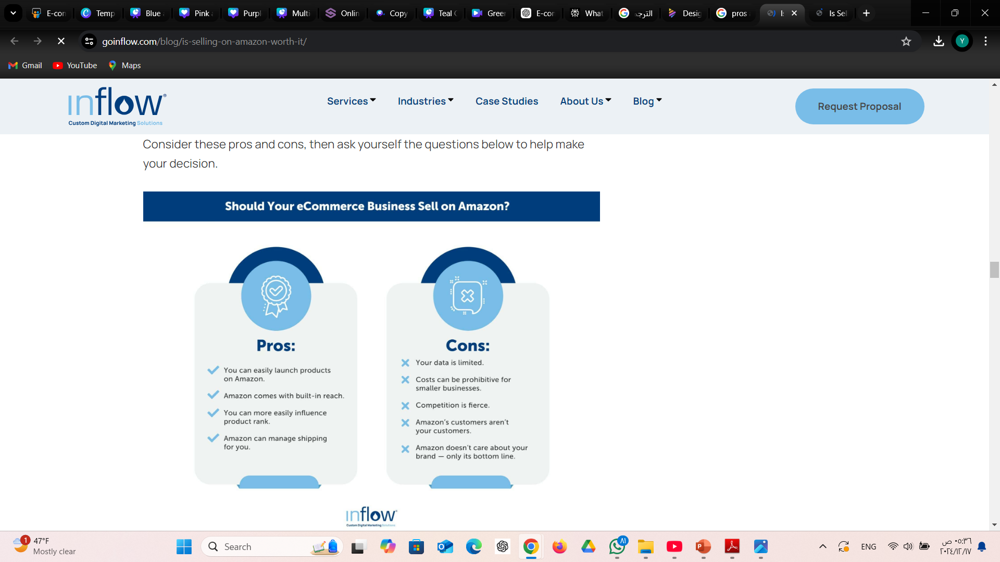 E-con
Temp
Blue
Pink
Purpl
Multi
Onlin
Copy
Teal
Greer
E-con
What
الترجد
Desig
pros
Is Sel
goinflow.com/blog/is-selling-on-amazon-worth-it/
Y
Gmail
YouTube
Maps
inflow®
Custom Digital Marketing Solutions
Services
Industries
Case Studies
About Us
Blog
Request Proposal
Consider these pros and cons, then ask yourself the questions below to help make
your decision.
Should Your eCommerce Business Sell on Amazon?
Pros:
You can easily launch products
on Amazon.
Amazon comes with built-in reach.
You can more easily influence
product rank.
Amazon can manage shipping
for you.
Cons:
Your data is limited.
Costs can be prohibitive for
smaller businesses.
Competition is fierce.
Amazon's customers aren't
your customers.
Amazon doesn't care about your
brand — only its bottom line.
inflow®
Custom Digital Marketing Solutions
1
47°F
Mostly clear
Search
٨١
ENG
٠٥:٣٦ ص
٢٠٢٤/١٢/١٧